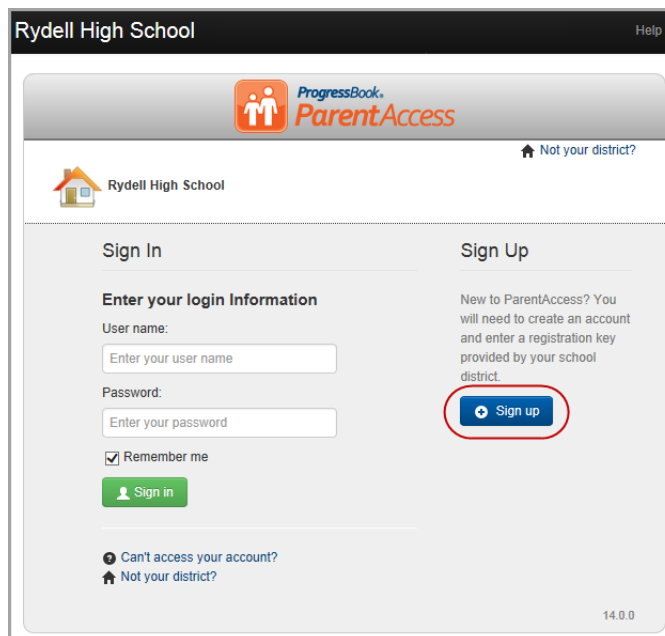 Rydell High School
Help
ProgressBook®
ParentAccess
Not your district?
Rydell High School
Sign In
Enter your login Information
User name:
Enter your user name
Password:
Enter your password
Remember me
Sign in
Can't access your account?
Not your district?
Sign Up
New to ParentAccess? You
will need to create an account
and enter a registration key
provided by your school
district.
Sign up
14.0.0